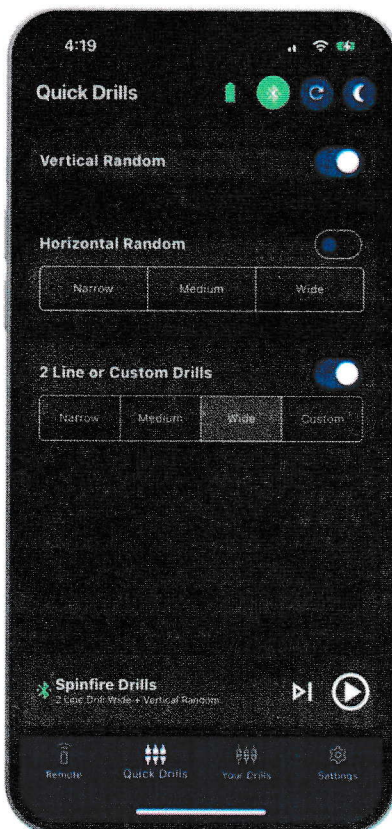 4:19
Quick Drills
Vertical Random
Horizontal Random
Narrow Medium Wide
2 Line or Custom Drills
Narrow Medium Wide Custom
Spinfire Drills
2 Line Drill Wide + Vertical Random
Remote Quick Drills Your Drills Settings